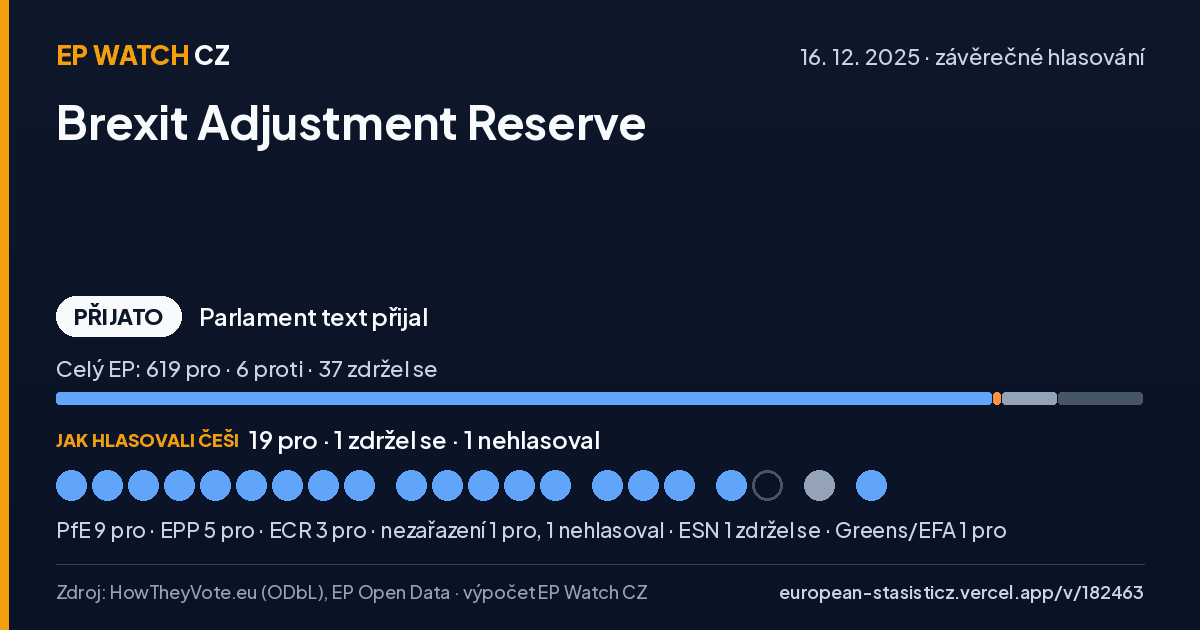 EP WATCH CZ
16. 12. 2025 · závěrečné hlasování
Brexit Adjustment Reserve
PŘIJATO Parlament text přijal
Celý EP: 619 pro · 6 proti · 37 zdržel se
JAK HLASOVALI ČEŠI 19 pro · 1 zdržel se · 1 nehlasoval
PfE 9 pro · EPP 5 pro · ECR 3 pro · nezařazení 1 pro, 1 nehlasoval · ESN 1 zdržel se · Greens/EFA 1 pro
Zdroj: HowTheyVote.eu (ODbL), EP Open Data · výpočet EP Watch CZ
european-stasisticz.vercel.app/v/182463